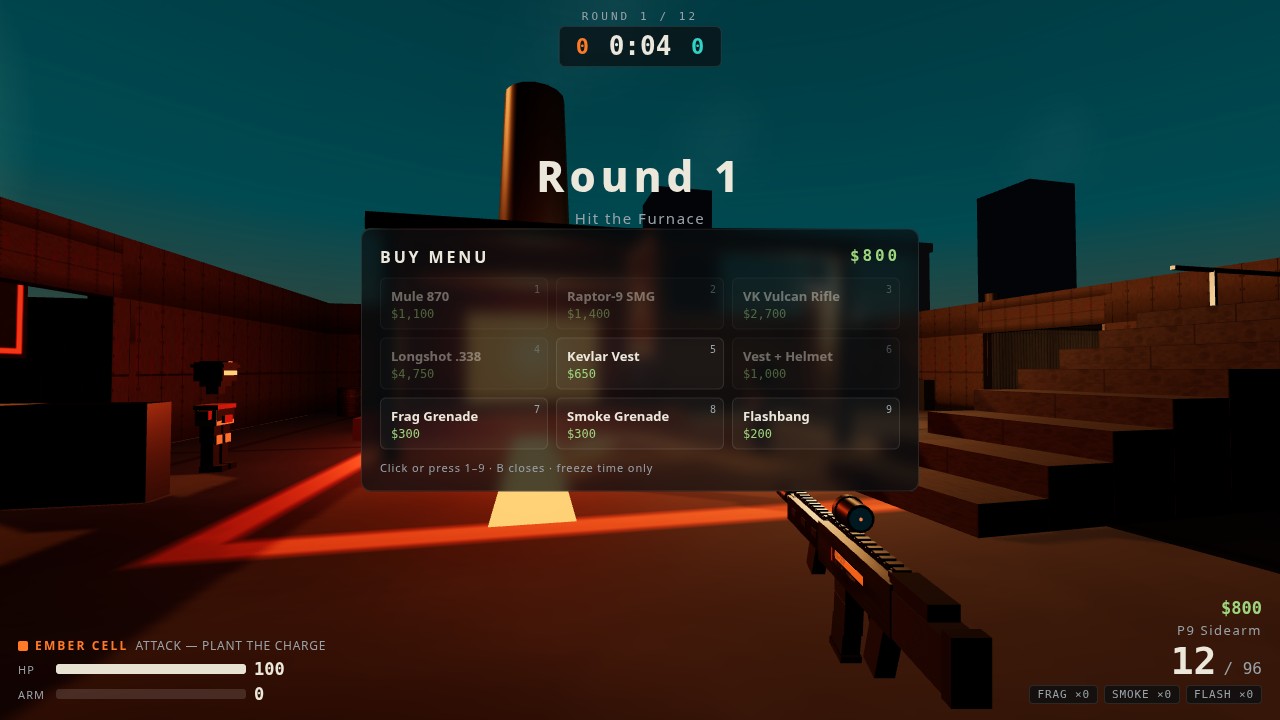 ROUND 1 / 12
0 0:04 0
Round 1
Hit the Furnace
BUY MENU $800
Mule 870 1
$1,100
Raptor-9 SMG 2
$1,400
VK Vulcan Rifle 3
$2,700
Longshot .338 4
$4,750
Kevlar Vest 5
$650
Vest + Helmet 6
$1,000
Frag Grenade 7
$300
Smoke Grenade 8
$300
Flashbang 9
$200
Click or press 1–9 · B closes · freeze time only
EMBER CELL ATTACK — PLANT THE CHARGE
HP 100
ARM 0
$800
P9 Sidearm
12 / 96
FRAG ×0 SMOKE ×0 FLASH ×0